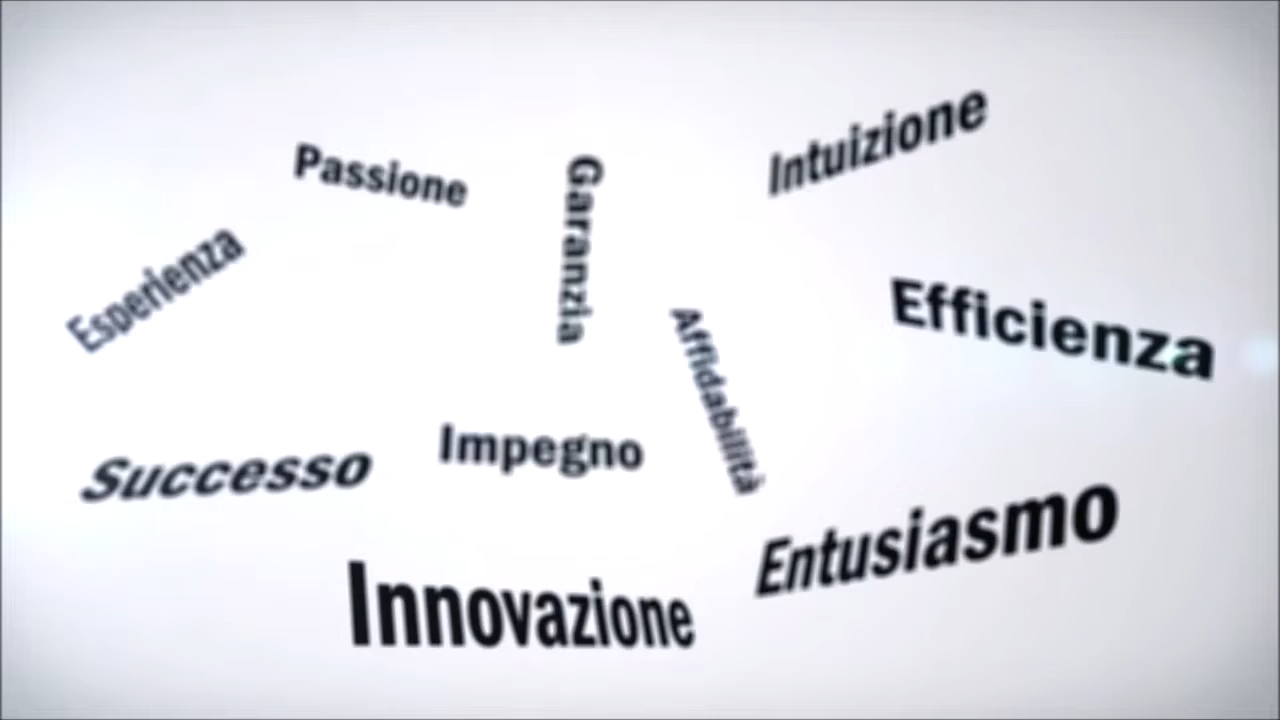 Intuizione
Passione
Garanzia
Esperienza
Efficienza
Affidabilità
Impegno
Successo
Entusiasmo
Innovazione